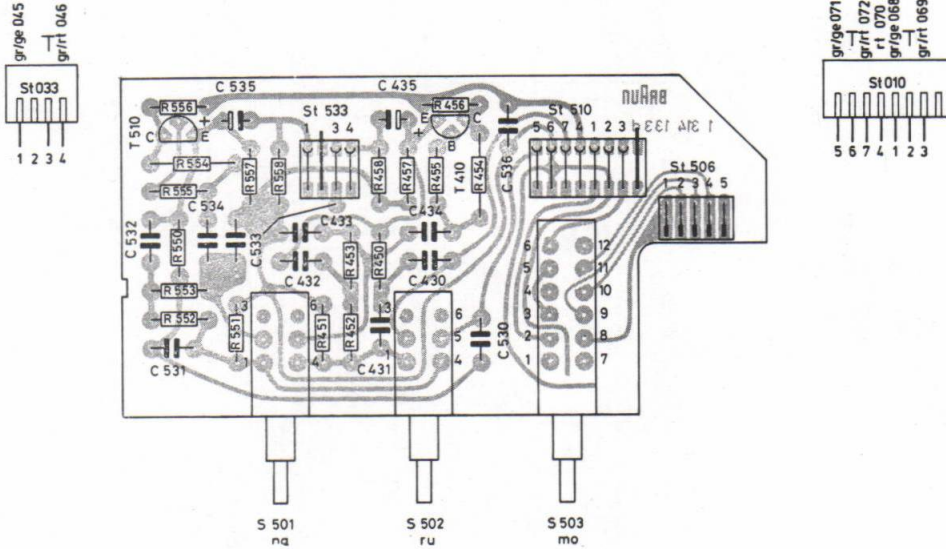 gr/ge 045
gr/rt 046
St 033
1 2 3 4
gr/ge 071
gr/rt 072
rt 070
gr/ge 068
gr/rt 069
St 010
5 6 7 4 1 2 3
C 535
C 435
R 556
St 533
R 456
St 510
BRAUN
T 510
C
E
+
1 3 4
+
E
C
B
5 6 7 4 1 2 3
1 314 133 d
R 554
R 557
R 558
R 458
R 457
R 455
T 410
R 454
C 536
St 506
1 2 3 4 5
R 555
C 534
C 532
R 550
C 533
C 433
C 434
R 453
R 450
6 12
5 11
C 432
C 430
R 553
4 10
3 6
3
6
3 9
R 552
R 551
R 451
R 452
5
C 530
2 8
1 4
1
4
1 7
C 531
C 431
S 501
na
S 502
ru
S 503
mo